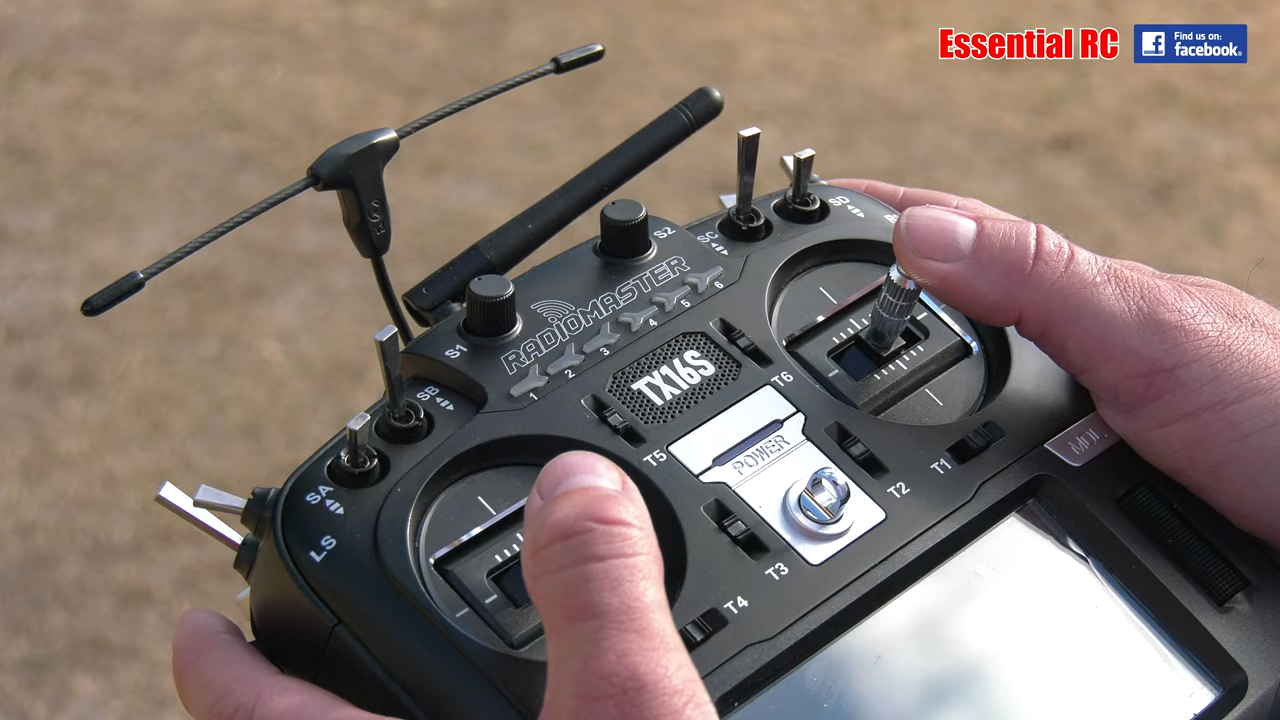 Essential RC
Find us on:
facebook.
S2
SC
SD
RADIOMASTER
1 2 3 4 5 6
S1
TX16S
SB
T6
T5
POWER
SA
LS
T1
T2
T3
T4